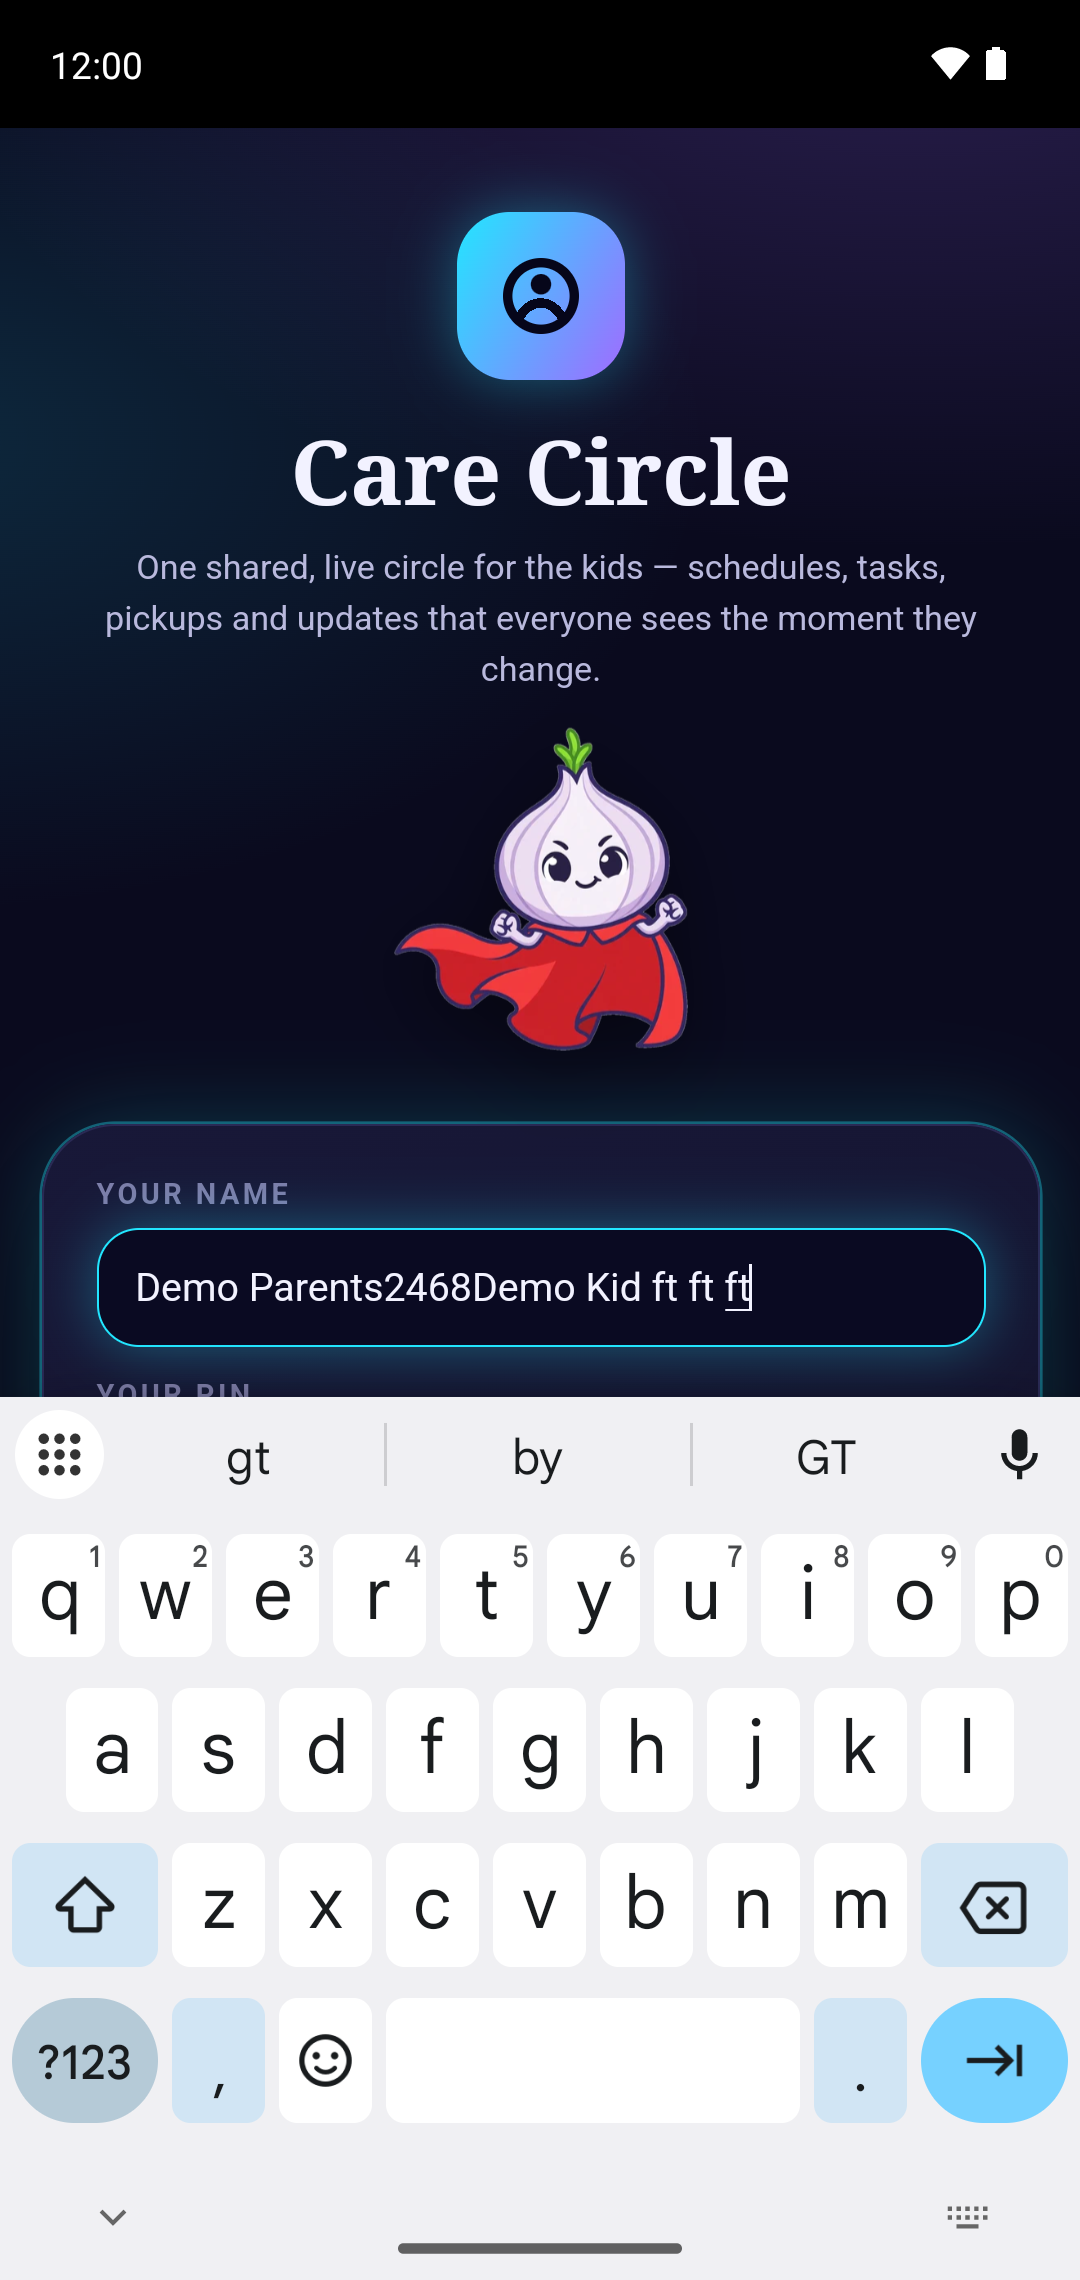 12:00
Care Circle
One shared, live circle for the kids — schedules, tasks,
pickups and updates that everyone sees the moment they
change.
YOUR NAME
Demo Parents2468Demo Kid ft ft ft
YOUR PIN
gt by GT
1 2 3 4 5 6 7 8 9 0
q w e r t y u i o p
a s d f g h j k l
z x c v b n m
?123 , .